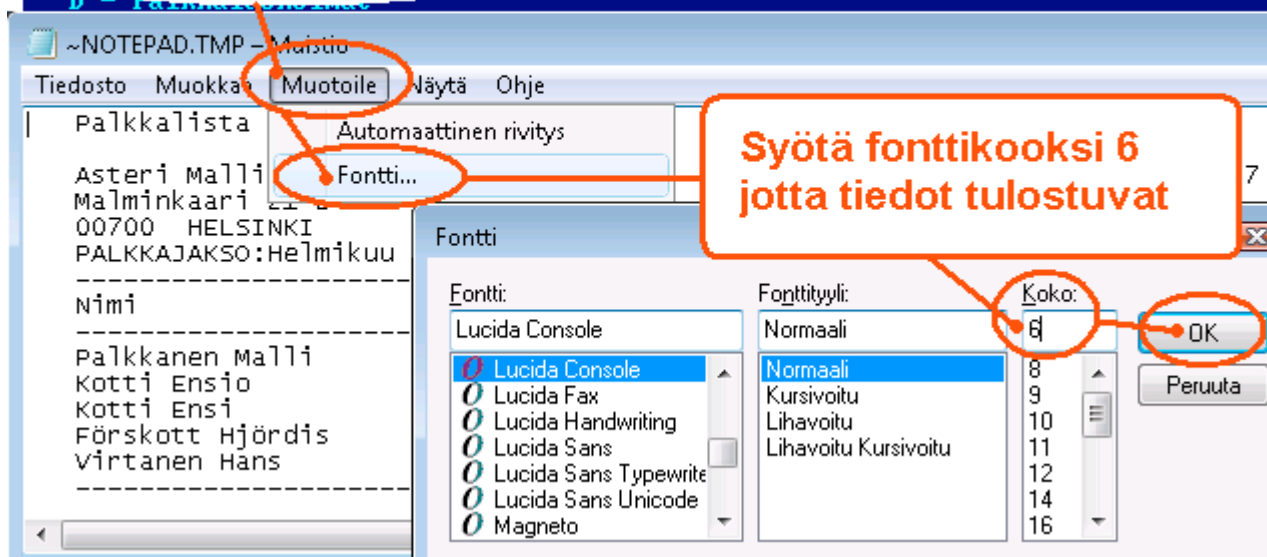 B - Palkkalaskelmat
~NOTEPAD.TMP – Muistio
Tiedosto Muokkaa Muotoile Näytä Ohje
Automaattinen rivitys
Fontti...
Palkkalista
Asteri Malli
Malminkaari
00700 HELSINKI
PALKKAJAKSO:Helmikuu
Nimi
Palkkanen Malli
Kotti Ensio
Kotti Ensi
Förskott Hjördis
Virtanen Hans
7
Syötä fonttikooksi 6
jotta tiedot tulostuvat
Fontti
Fontti: Fonttityyli: Koko:
Lucida Console Normaali 6 OK
Lucida Console Normaali 8
Lucida Fax Kursivoitu 9 Peruuta
Lucida Handwriting Lihavoitu 10
Lucida Sans Lihavoitu Kursivoitu 11
Lucida Sans Typewrite 12
Lucida Sans Unicode 14
Magneto 16